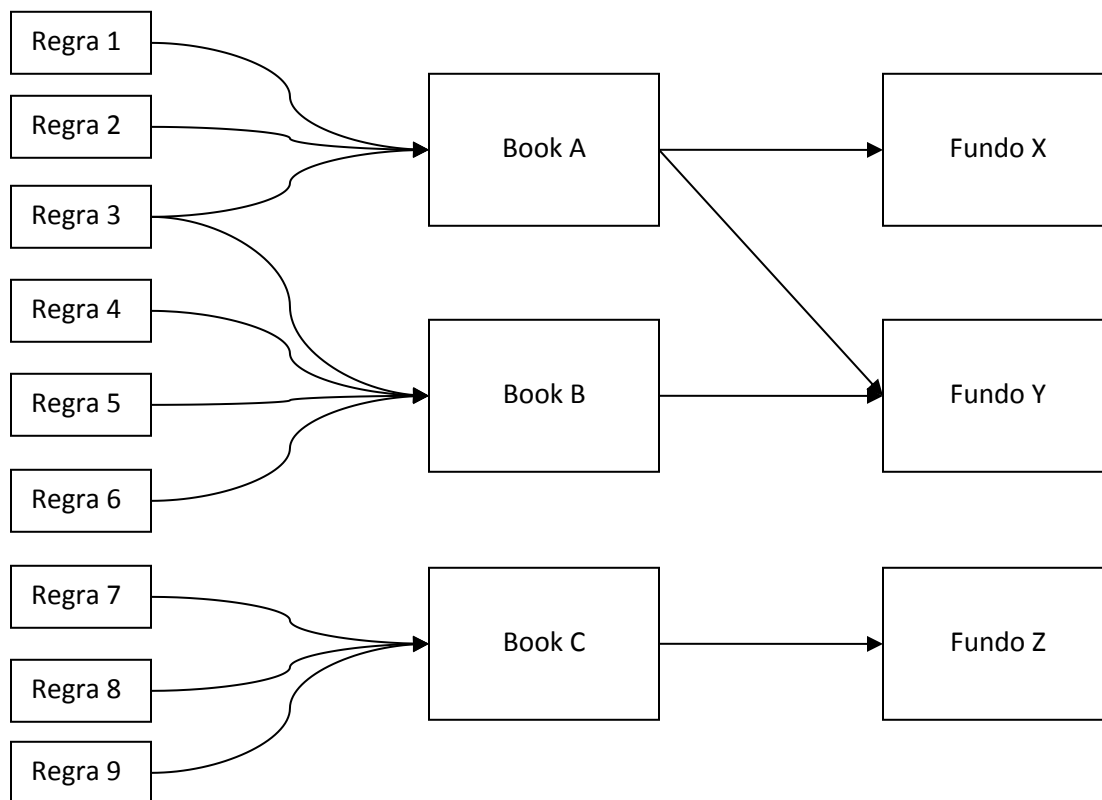 Regra 1
Regra 2
Regra 3
Regra 4
Regra 5
Regra 6
Regra 7
Regra 8
Regra 9
Book A
Book B
Book C
Fundo X
Fundo Y
Fundo Z